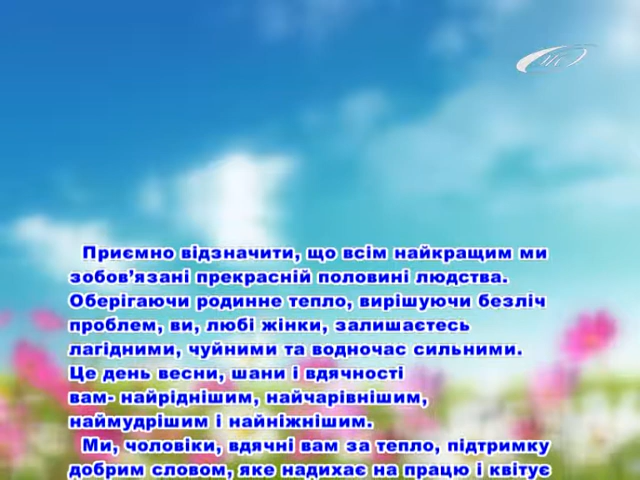 Приємно відзначити, що всім найкращим ми
зобов’язані прекрасній половині людства.
Оберігаючи родинне тепло, вирішуючи безліч
проблем, ви, любі жінки, залишаєтесь
лагідними, чуйними та водночас сильними.
Це день весни, шани і вдячності
вам- найріднішим, найчарівнішим,
наймудрішим і найніжнішим.
Ми, чоловіки, вдячні вам за тепло, підтримку
добрим словом, яке надихає на працю і квітує